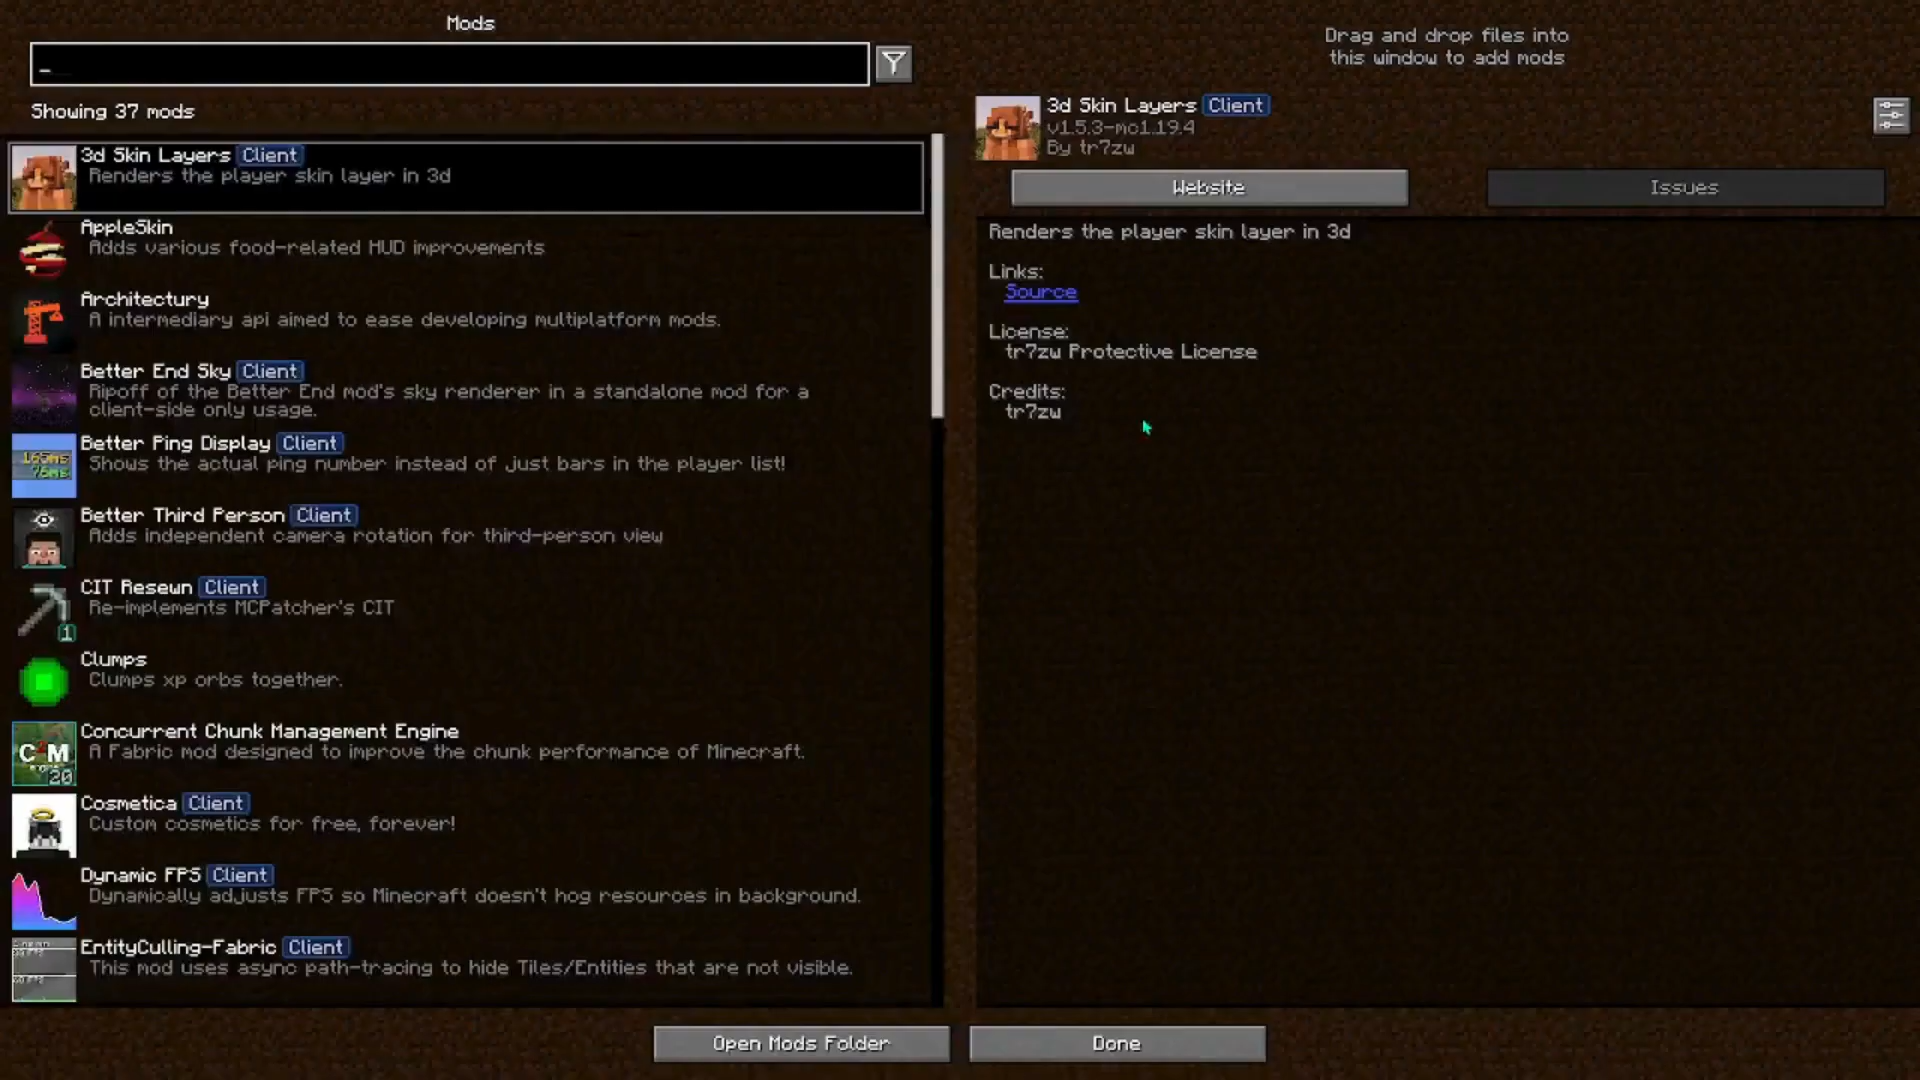 Mods
Drag and drop files into
this window to add mods
_
Showing 37 mods
3d Skin Layers Client
Renders the player skin layer in 3d
AppleSkin
Adds various food-related HUD improvements
Architectury
A intermediary api aimed to ease developing multiplatform mods.
Better End Sky Client
Ripoff of the Better End mod's sky renderer in a standalone mod for a
client-side only usage.
165ms
76ms
Better Ping Display Client
Shows the actual ping number instead of just bars in the player list!
Better Third Person Client
Adds independent camera rotation for third-person view
1
CIT Resewn Client
Re-implements MCPatcher's CIT
Clumps
Clumps xp orbs together.
C²M
20
Concurrent Chunk Management Engine
A Fabric mod designed to improve the chunk performance of Minecraft.
Cosmetica Client
Custom cosmetics for free, forever!
Dynamic FPS Client
Dynamically adjusts FPS so Minecraft doesn't hog resources in background.
EntityCulling-Fabric Client
This mod uses async path-tracing to hide Tiles/Entities that are not visible.
3d Skin Layers Client
v1.5.3-mc1.19.4
By tr7zw
Website
Issues
Renders the player skin layer in 3d
Links:
Source
License:
tr7zw Protective License
Credits:
tr7zw
Open Mods Folder
Done